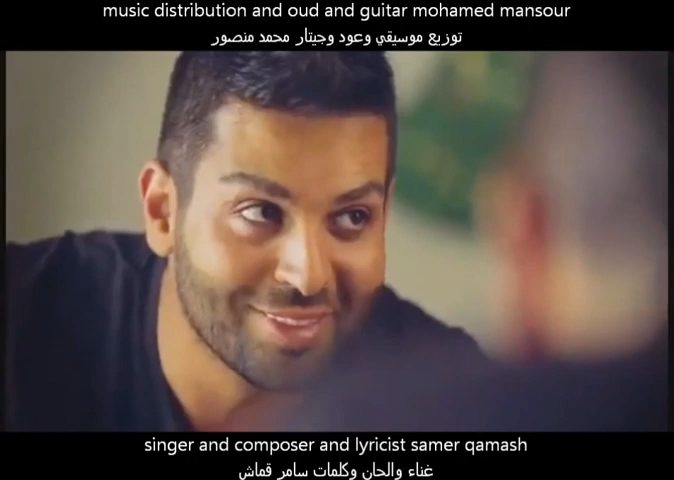 music distribution and oud and guitar mohamed mansour
توزيع موسيقي وعود وجيتار محمد منصور
singer and composer and lyricist samer qamash
غناء والحان وكلمات سامر قماش